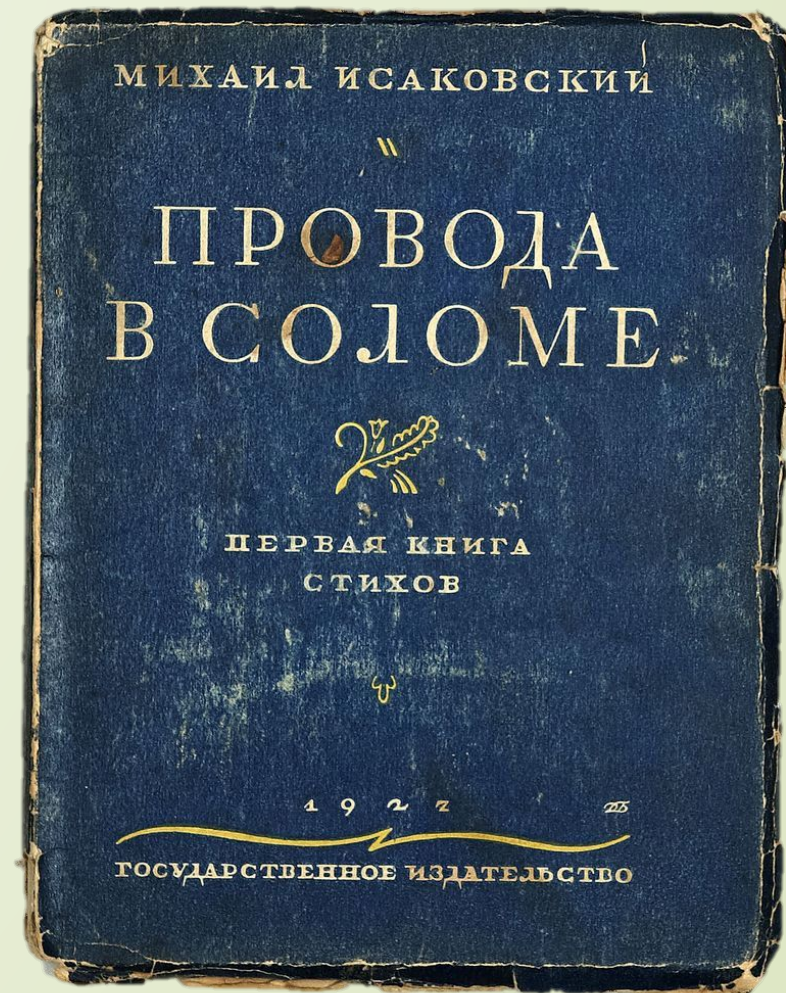 МИХАИЛ ИСАКОВСКИЙ
ПРОВОДА
В СОЛОМЕ
ПЕРВАЯ КНИГА
СТИХОВ
1927
ГОСУДАРСТВЕННОЕ ИЗДАТЕЛЬСТВО